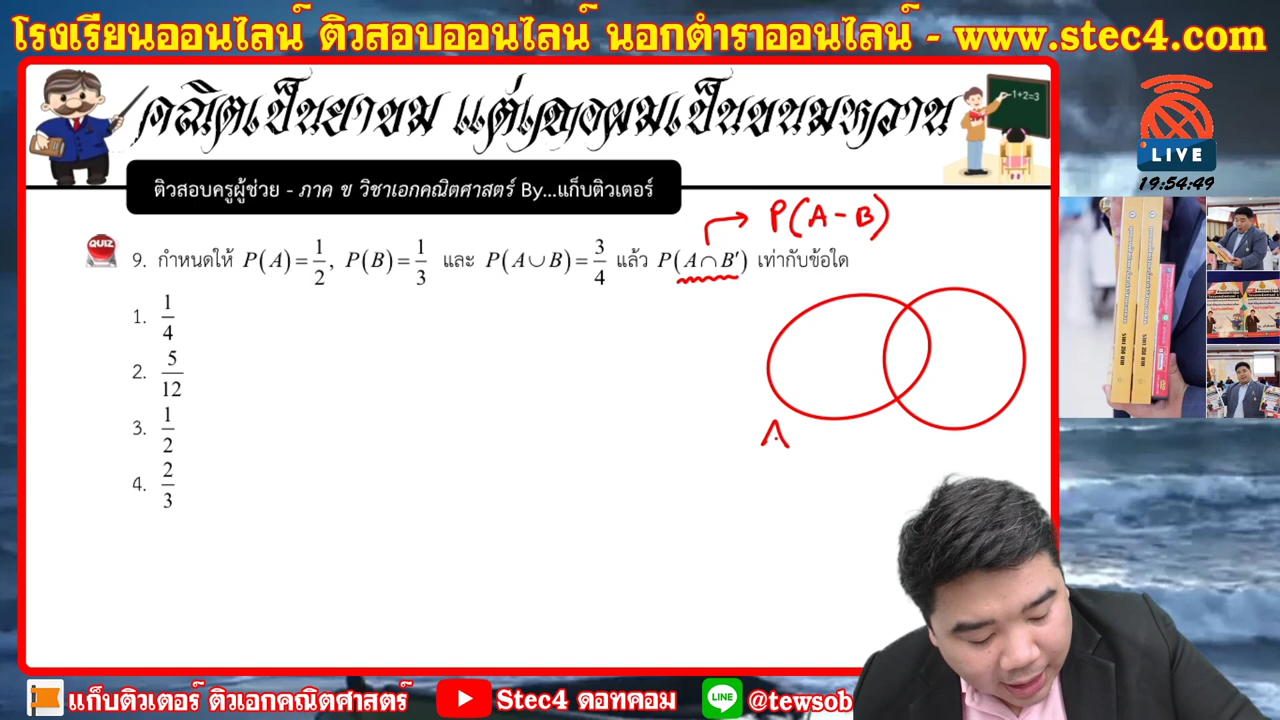 โรงเรียนออนไลน์ ติวสอบออนไลน์ นอกตำราออนไลน์ - www.stec4.com
คณิตเป็นยาขม แต่เธอผมเป็นขนมหวาน
1+2=3
LIVE
19:54:49
ติวสอบครูผู้ช่วย - ภาค ข วิชาเอกคณิตศาสตร์ By...แก็บติวเตอร์
P(A-B)
QUIZ
9. กำหนดให้ P(A)=1/2, P(B)=1/3 และ P(A∪B)=3/4 แล้ว P(A∩B′) เท่ากับข้อใด
1. 1/4
2. 5/12
3. 1/2
4. 2/3
A
แก็บติวเตอร์ ติวเอกคณิตศาสตร์ Stec4 ดอทคอม LINE @tewsob